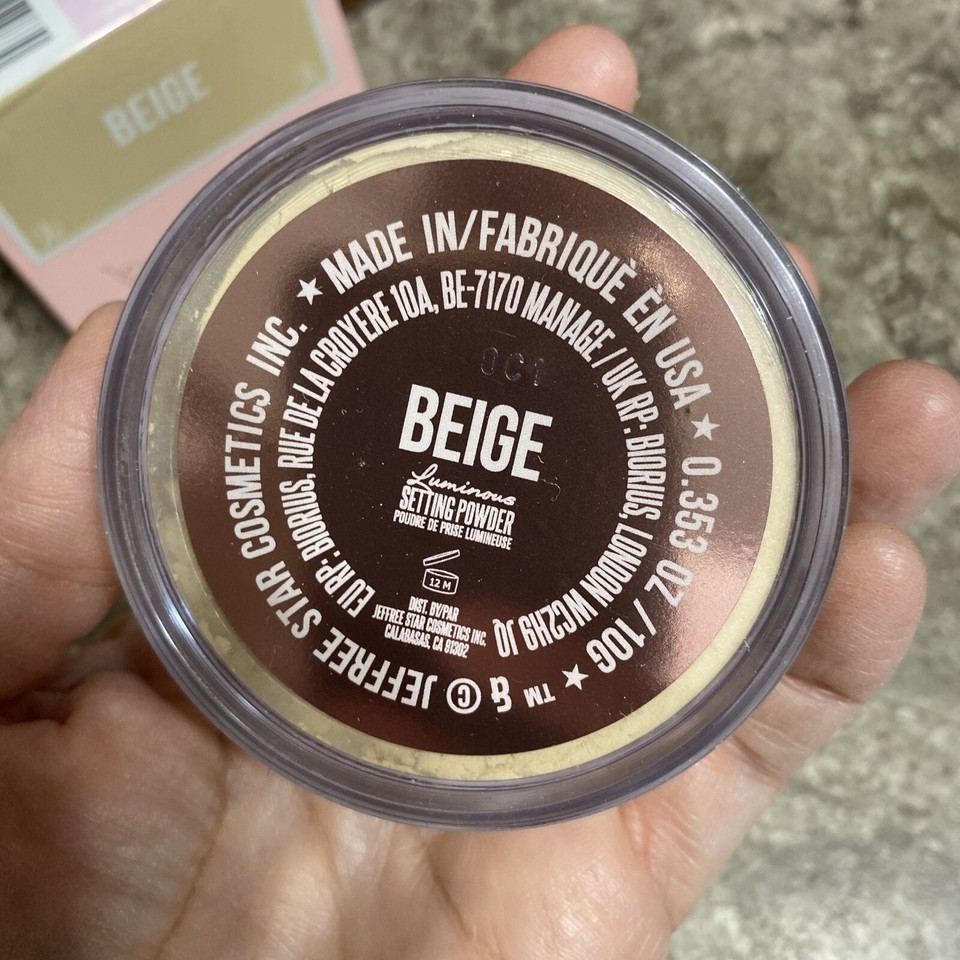 BEIGE
★ MADE IN/FABRIQUÈ EN USA ★ 0.353 OZ / 10G ★ ™ & © JEFFREE STAR COSMETICS INC.
EU RP: BIORIUS, RUE DE LA CROYERE 10A, BE-7170 MANAGE / UK RP: BIORIUS, LONDON WC2H9 JQ
BEIGE
Luminous
SETTING POWDER
POUDRE DE PRISE LUMINEUSE
12 M
DIST. BY/PAR
JEFFREE STAR COSMETICS INC.
CALABASAS, CA 91302